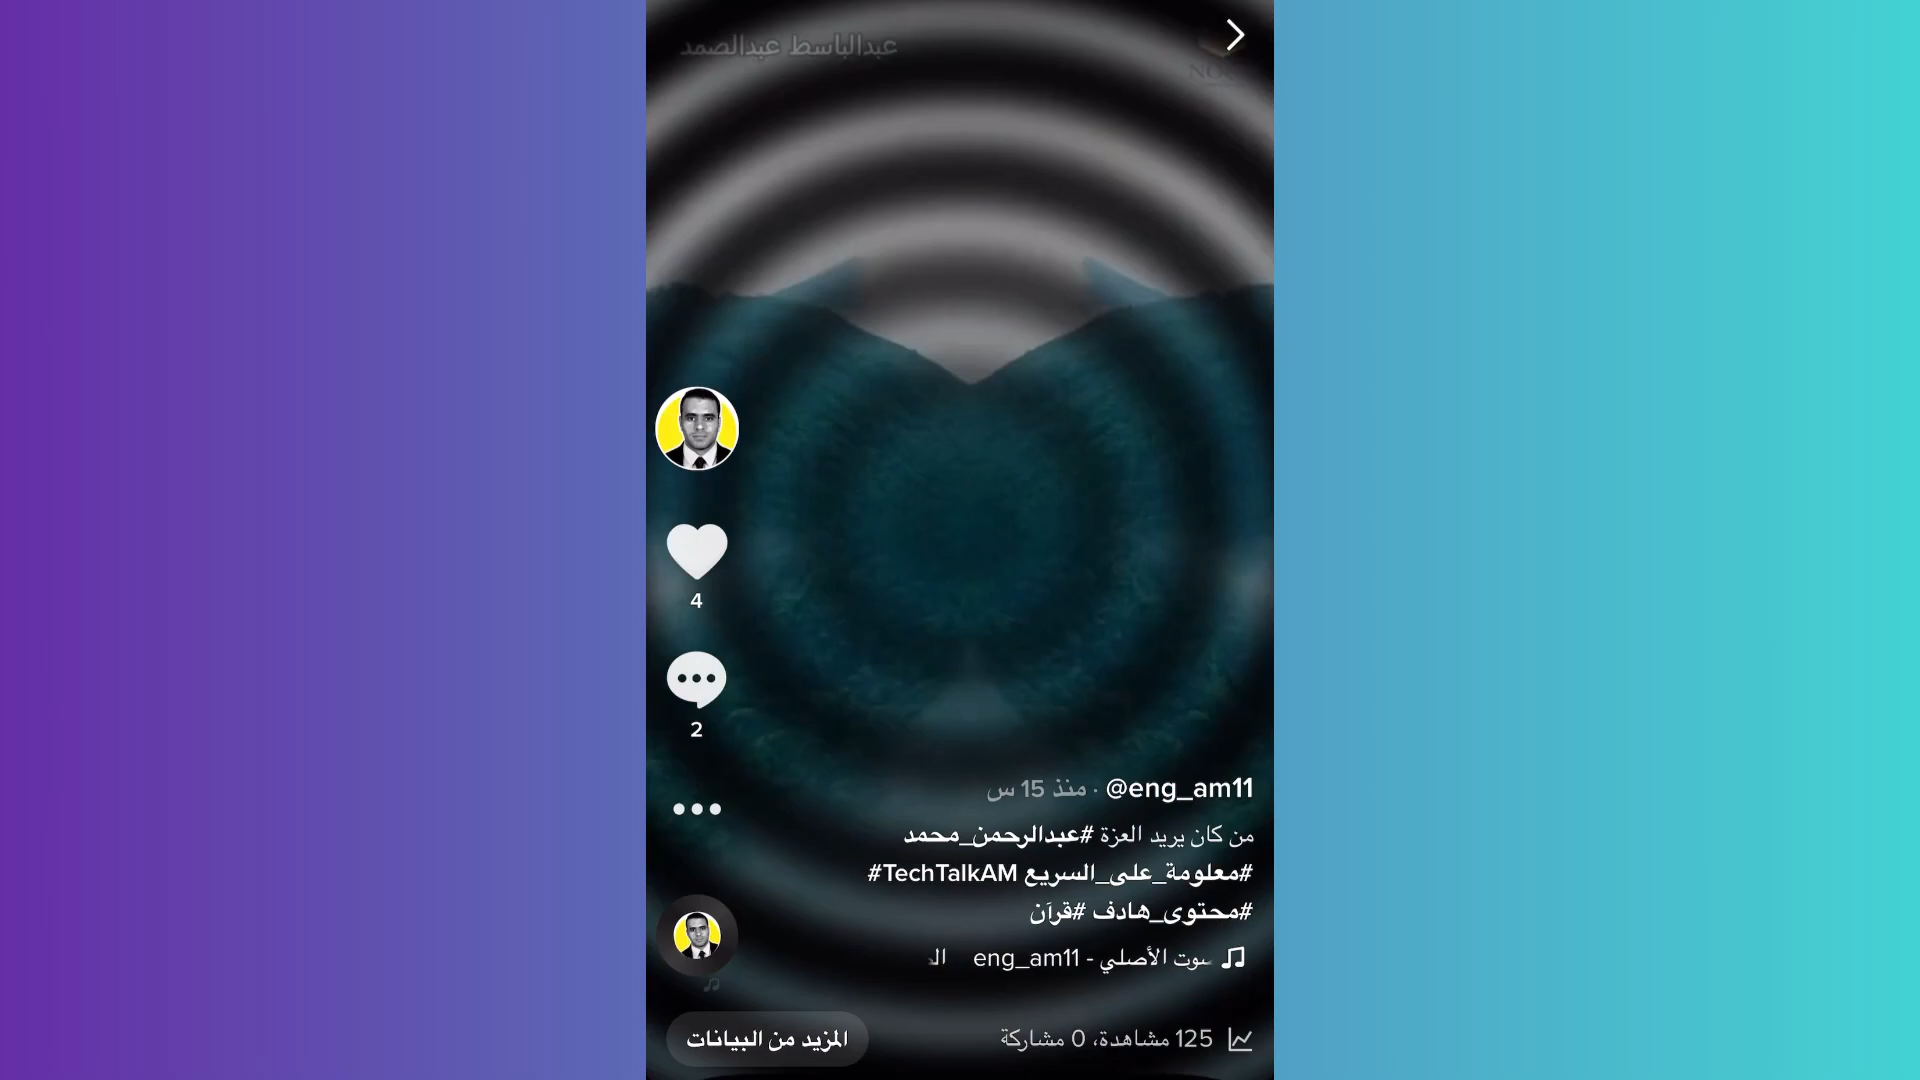 عبدالباسط عبدالصمد
4
2
@eng_am11 · منذ 15 س
من كان يريد العزة #عبدالرحمن_محمد
#معلومة_على_السريع #TechTalkAM
#محتوى_هادف #قرآن
الأصلي - eng_am11
125 مشاهدة، 0 مشاركة
المزيد من البيانات